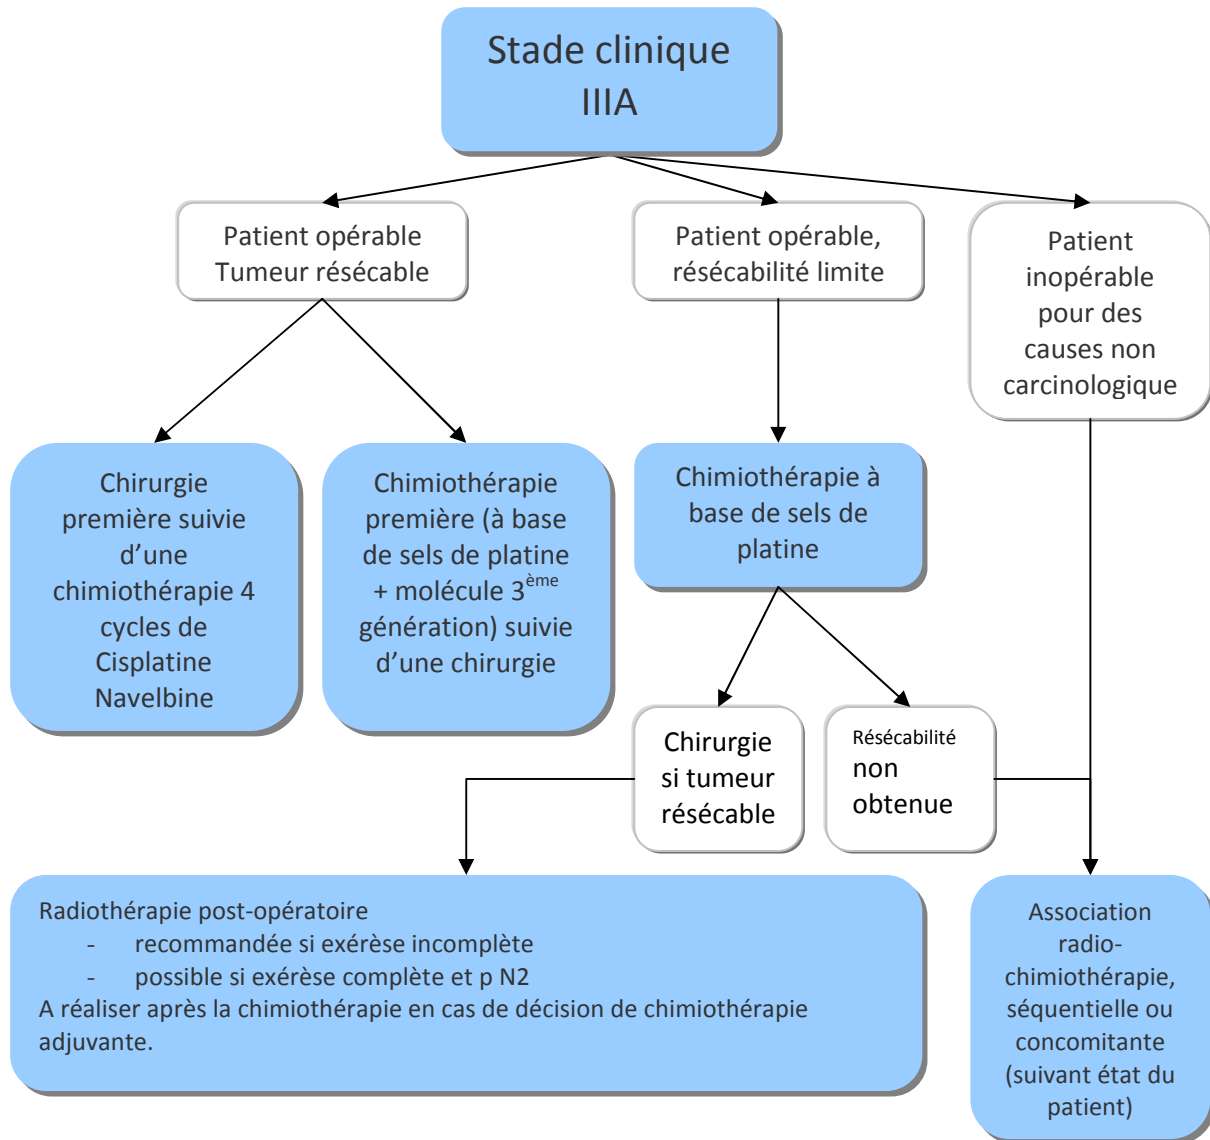 Stade clinique
IIIA
Patient opérable
Tumeur résécable
Patient opérable,
résécabilité limite
Patient
inopérable
pour des
causes non
carcinologique
Chirurgie
première suivie
d’une
chimiothérapie 4
cycles de
Cisplatine
Navelbine
Chimiothérapie
première (à base
de sels de platine
+ molécule 3ème
génération) suivie
d’une chirurgie
Chimiothérapie à
base de sels de
platine
Chirurgie
si tumeur
résécable
Résécabilité
non
obtenue
Radiothérapie post-opératoire
- recommandée si exérèse incomplète
- possible si exérèse complète et p N2
A réaliser après la chimiothérapie en cas de décision de chimiothérapie
adjuvante.
Association
radio-
chimiothérapie,
séquentielle ou
concomitante
(suivant état du
patient)